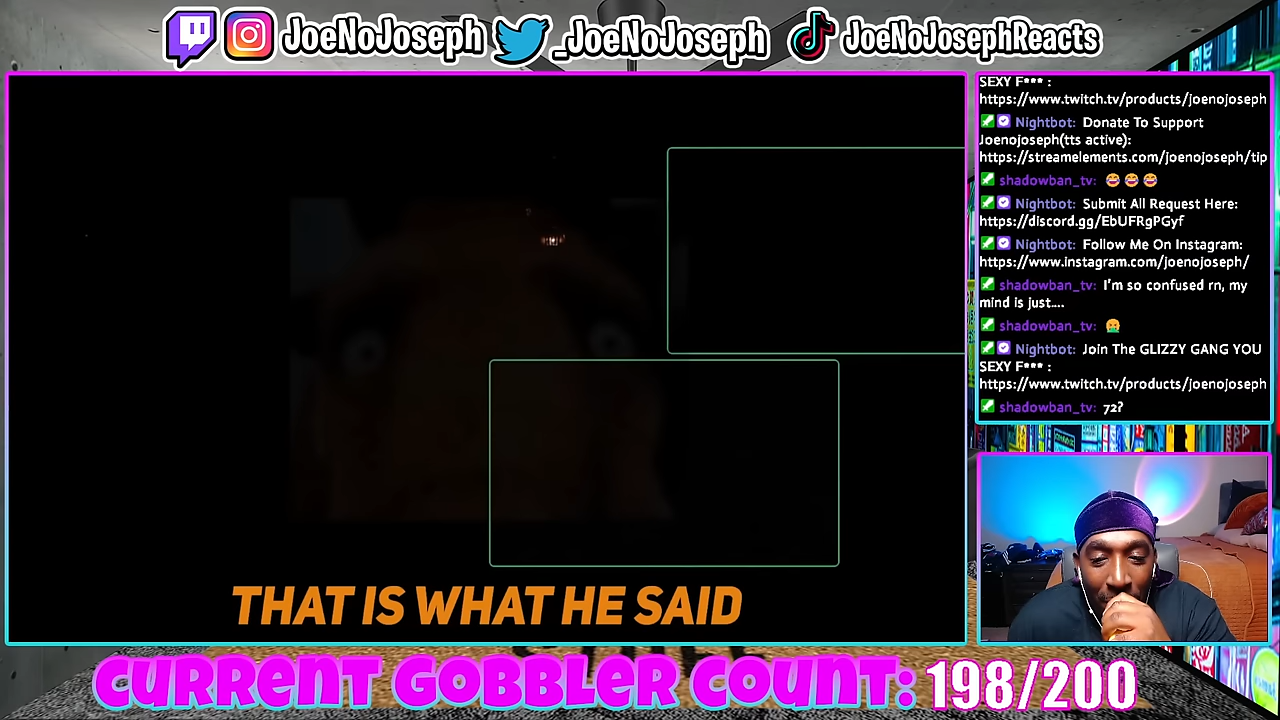 JoeNoJoseph _JoeNoJoseph JoeNoJosephReacts
SEXY F*** :
https://www.twitch.tv/products/joenojoseph
Nightbot: Donate To Support
Joenojoseph(tts active):
https://streamelements.com/joenojoseph/tip
shadowban_tv:
Nightbot: Submit All Request Here:
https://discord.gg/EbUFRgPGyf
Nightbot: Follow Me On Instagram:
https://www.instagram.com/joenojoseph/
shadowban_tv: I'm so confused rn, my
mind is just....
shadowban_tv:
Nightbot: Join The GLIZZY GANG YOU
SEXY F*** :
https://www.twitch.tv/products/joenojoseph
shadowban_tv: 72?
THAT IS WHAT HE SAID
CURRENT GOBBLER COUNT: 198/200